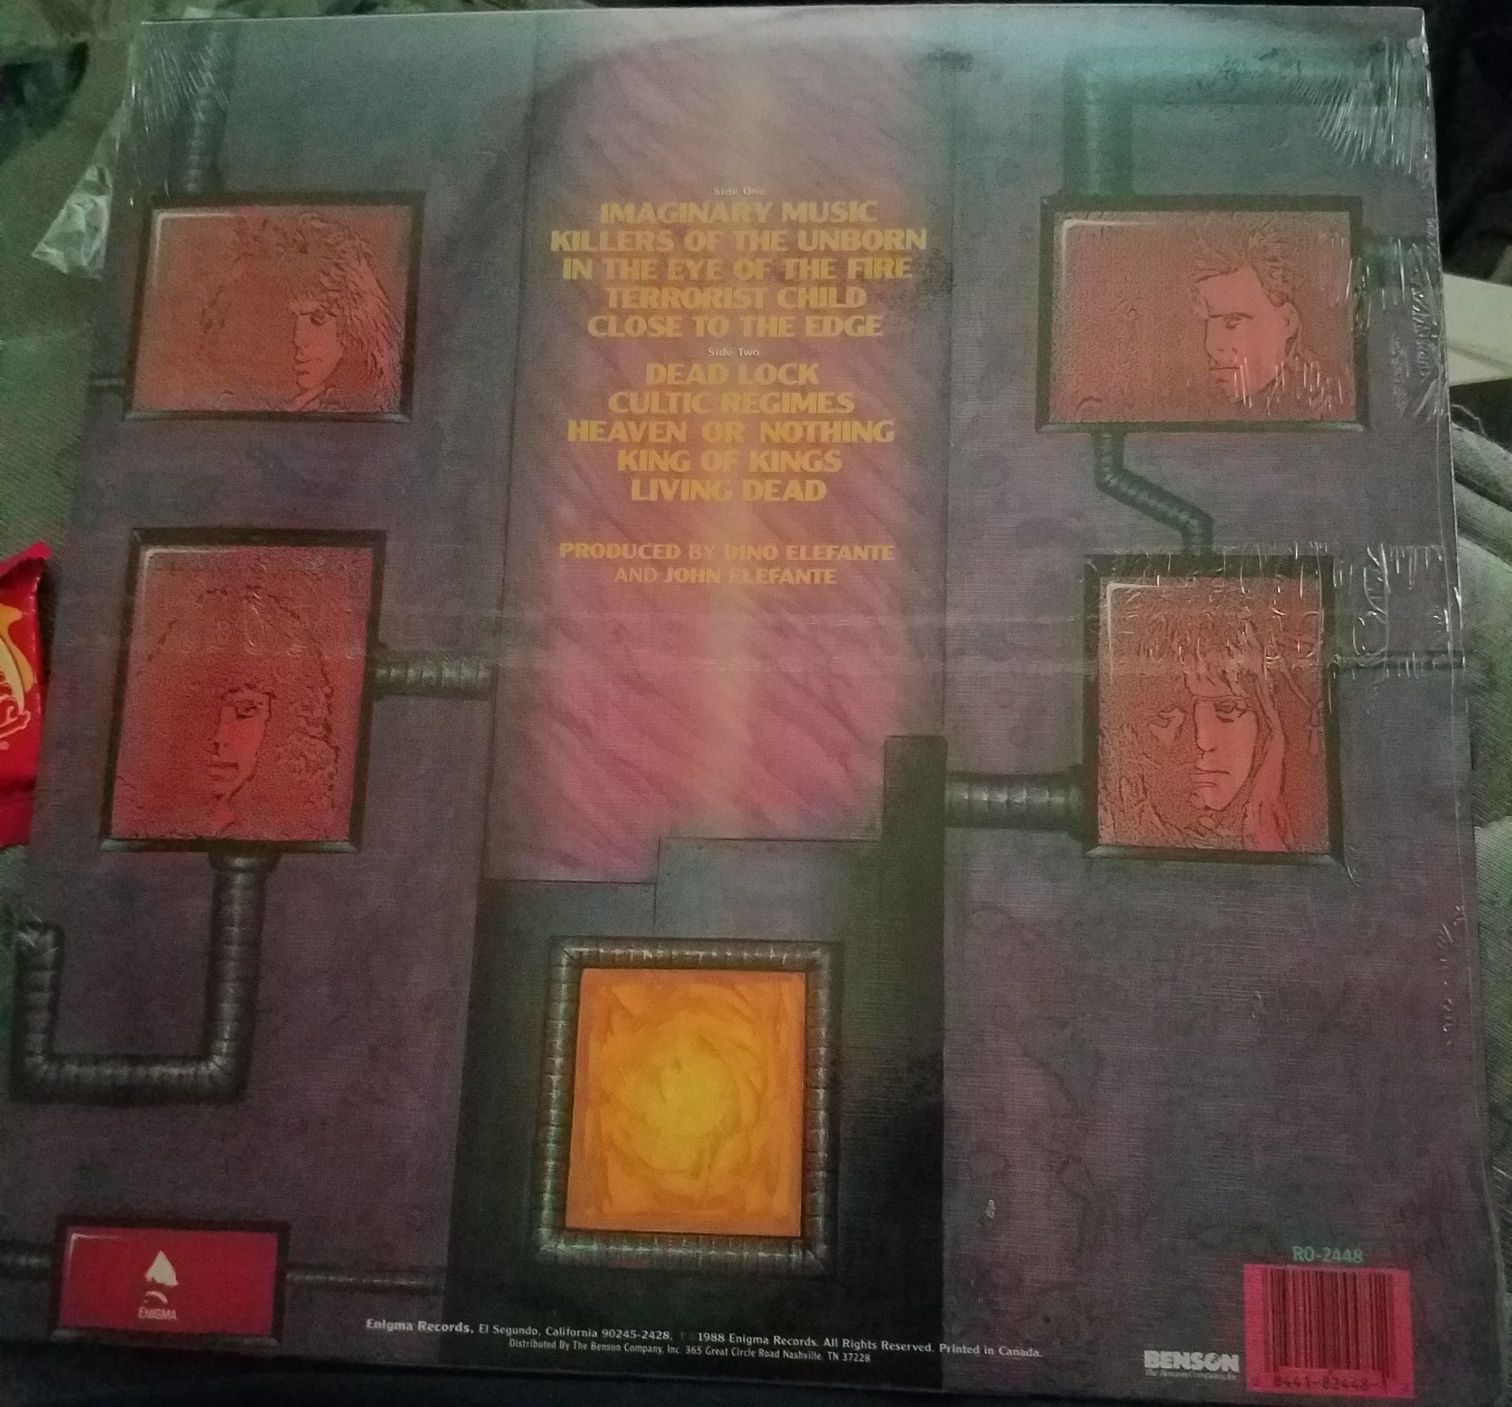 Side One
IMAGINARY MUSIC
KILLERS OF THE UNBORN
IN THE EYE OF THE FIRE
TERRORIST CHILD
CLOSE TO THE EDGE
Side Two
DEAD LOCK
CULTIC REGIMES
HEAVEN OR NOTHING
KING OF KINGS
LIVING DEAD
PRODUCED BY DINO ELEFANTE
AND JOHN ELEFANTE
ENIGMA
Enigma Records, El Segundo, California 90245-2428. 1988 Enigma Records. All Rights Reserved. Printed in Canada.
Distributed By The Benson Company, Inc. 365 Great Circle Road Nashville, TN 37228
BENSON
RO-2448
8441-82448-1